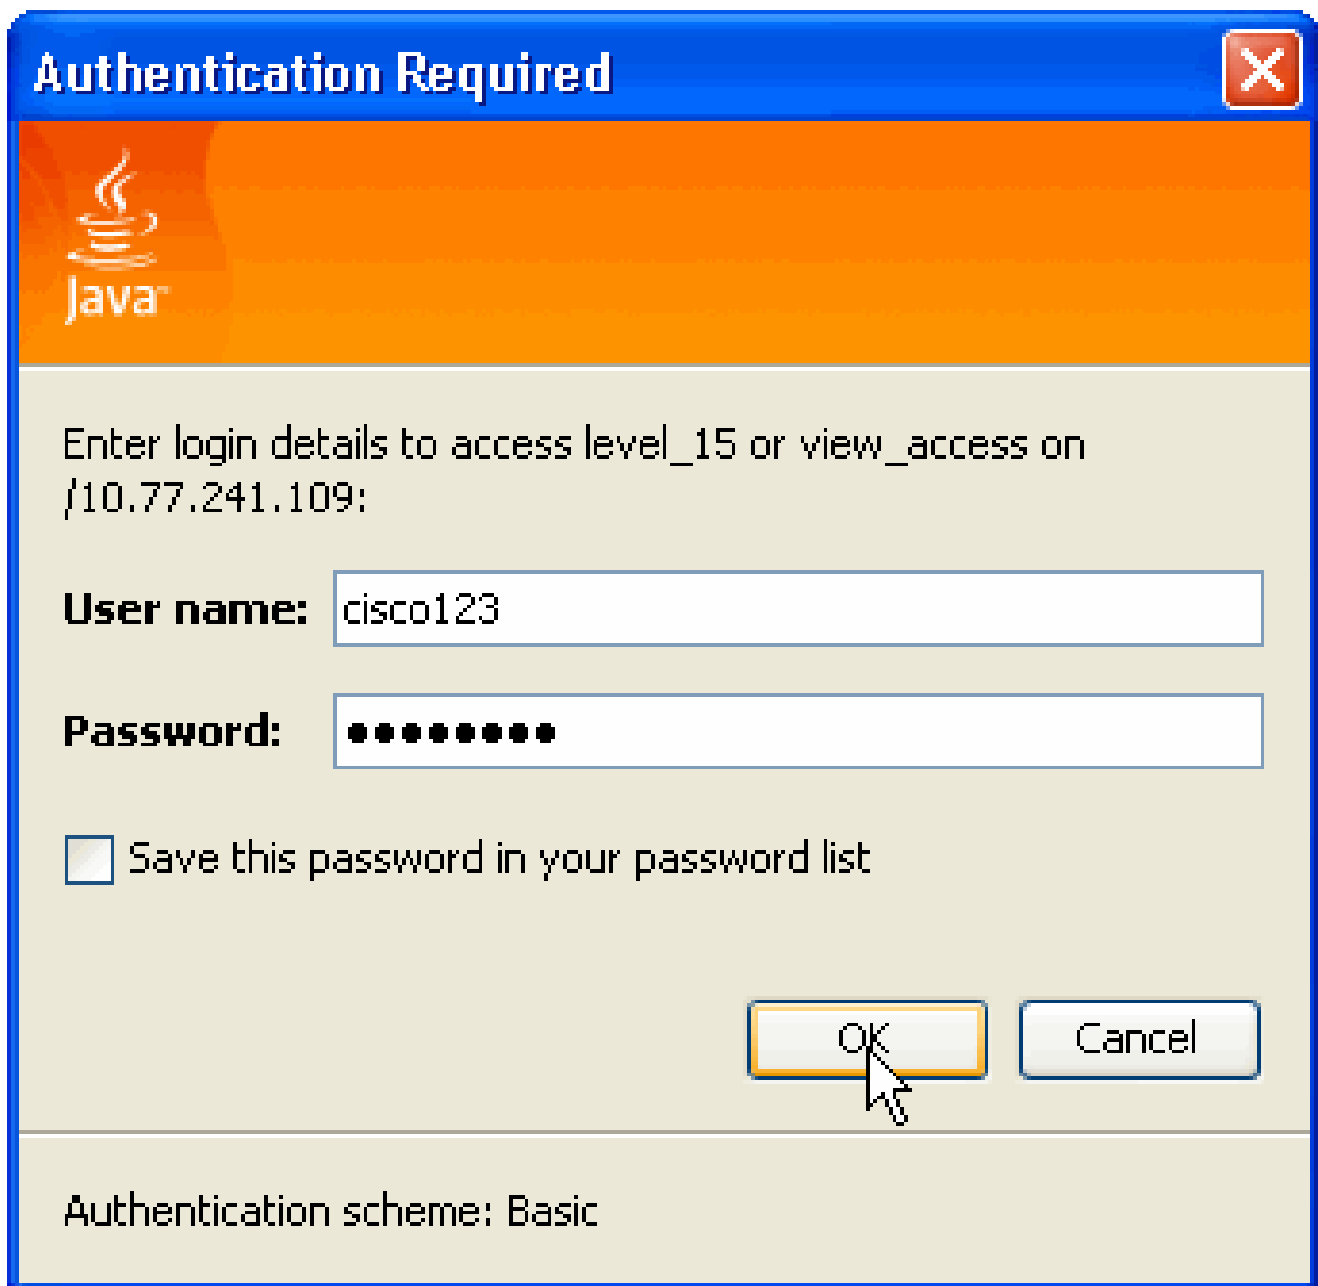 Authentication Required
Java™
Enter login details to access level_15 or view_access on
/10.77.241.109:
User name: cisco123
Password: ••••••••
Save this password in your password list
OK Cancel
Authentication scheme: Basic